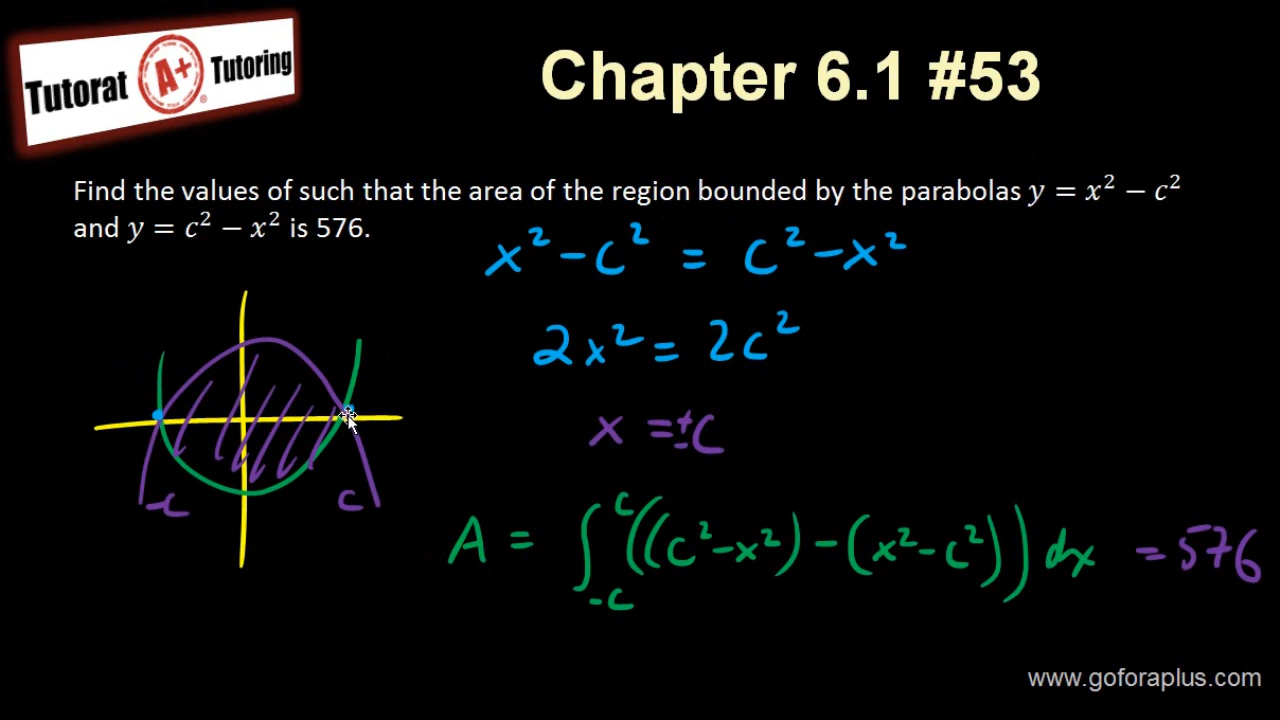 Tutorat A+ Tutoring
Chapter 6.1 #53
Find the values of such that the area of the region bounded by the parabolas y = x² − c²
and y = c² − x² is 576.
x² − c² = c² − x²
2x² = 2c²
x = ±c
-c c
A = ∫_{-c}^{c} ((c² − x²) − (x² − c²)) dx = 576
www.goforaplus.com